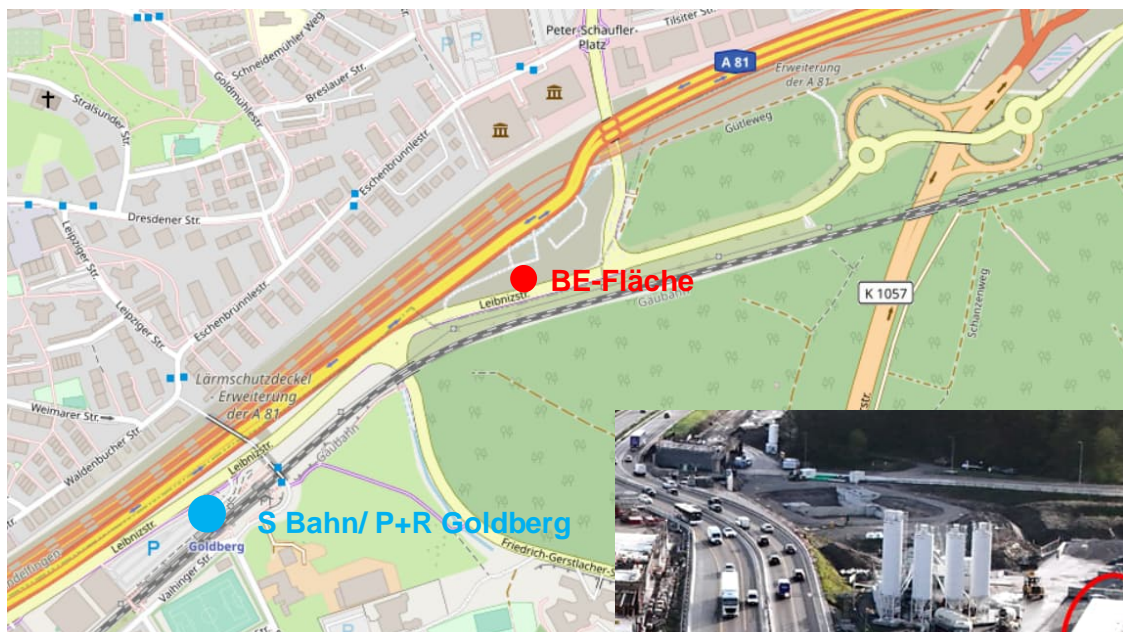 Tilsiter Str.
Peter-Schaufler-
Platz
P
P
A 81
Schneidemühler Weg
Goldmühlestr.
Breslauer Str.
Stralsunder
Str.
Erweiterung
der A 81
Gütleweg
Eschenbrünnlestr.
Dresdener Str.
Leipziger Str.
Eschenbrünnlestr.
Leipziger Str.
BE-Fläche
Leibnizstr.
Gäubahn
K 1057
Schanzenweg
Lärmschutzdeckel
Erweiterung
der A 81
Weimarer Str.
Waldenbucher Str.
Leibnizstr.
Gäubahn
S Bahn/ P+R Goldberg
Leibnizstr.
P
Goldberg
Vaihinger Str.
Friedrich-Gerstlacher-S
P